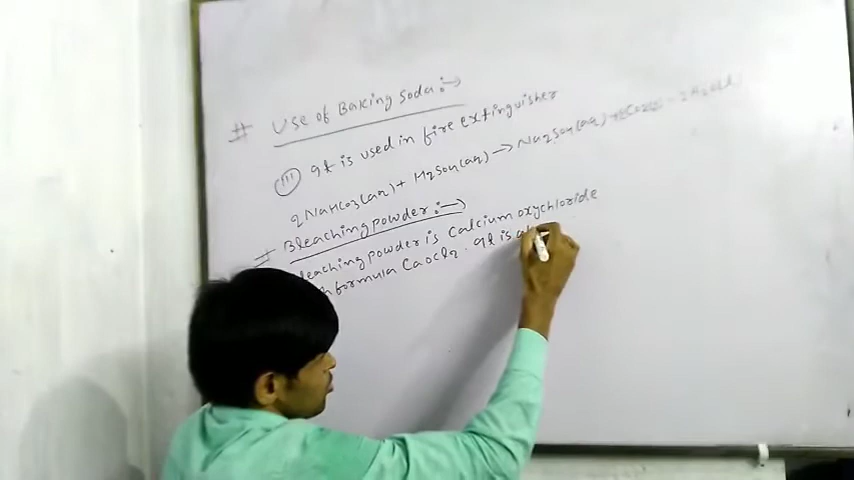 # Use of Baking Soda :→
(iii) It is used in fire extinguisher
2NaHCO3(aq) + H2SO4(aq) → Na2SO4(aq) + 2CO2(g) + 2H2O(l)
# Bleaching powder :→
Bleaching powder is Calcium oxychloride
formula CaOCl2. It is